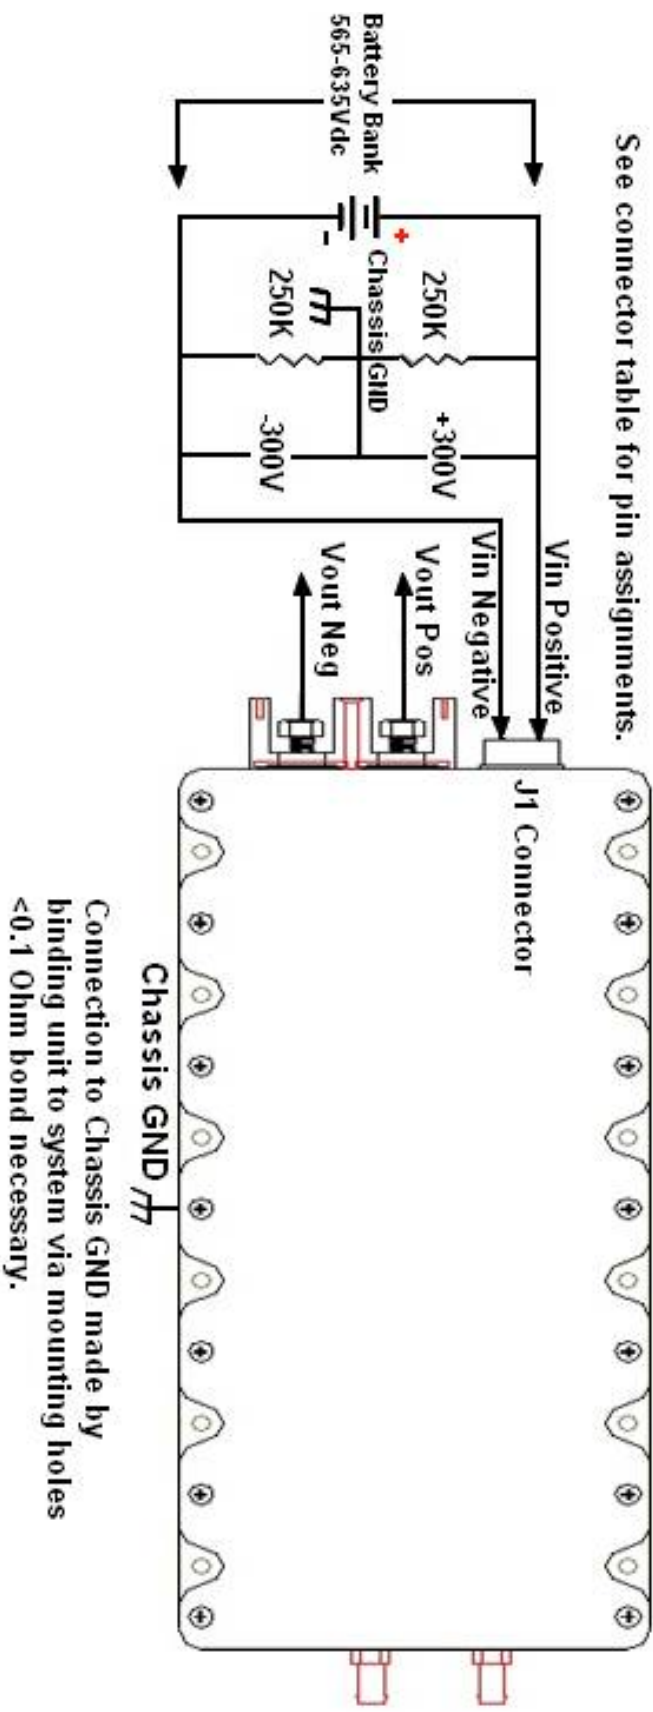 See connector table for pin assignments.
Battery Bank
565-635Vdc
+
-
Chassis GND
250K
250K
+300V
-300V
Vin Positive
Vin Negative
Vout Pos
Vout Neg
J1 Connector
Chassis GND
Connection to Chassis GND made by
binding unit to system via mounting holes
<0.1 Ohm bond necessary.